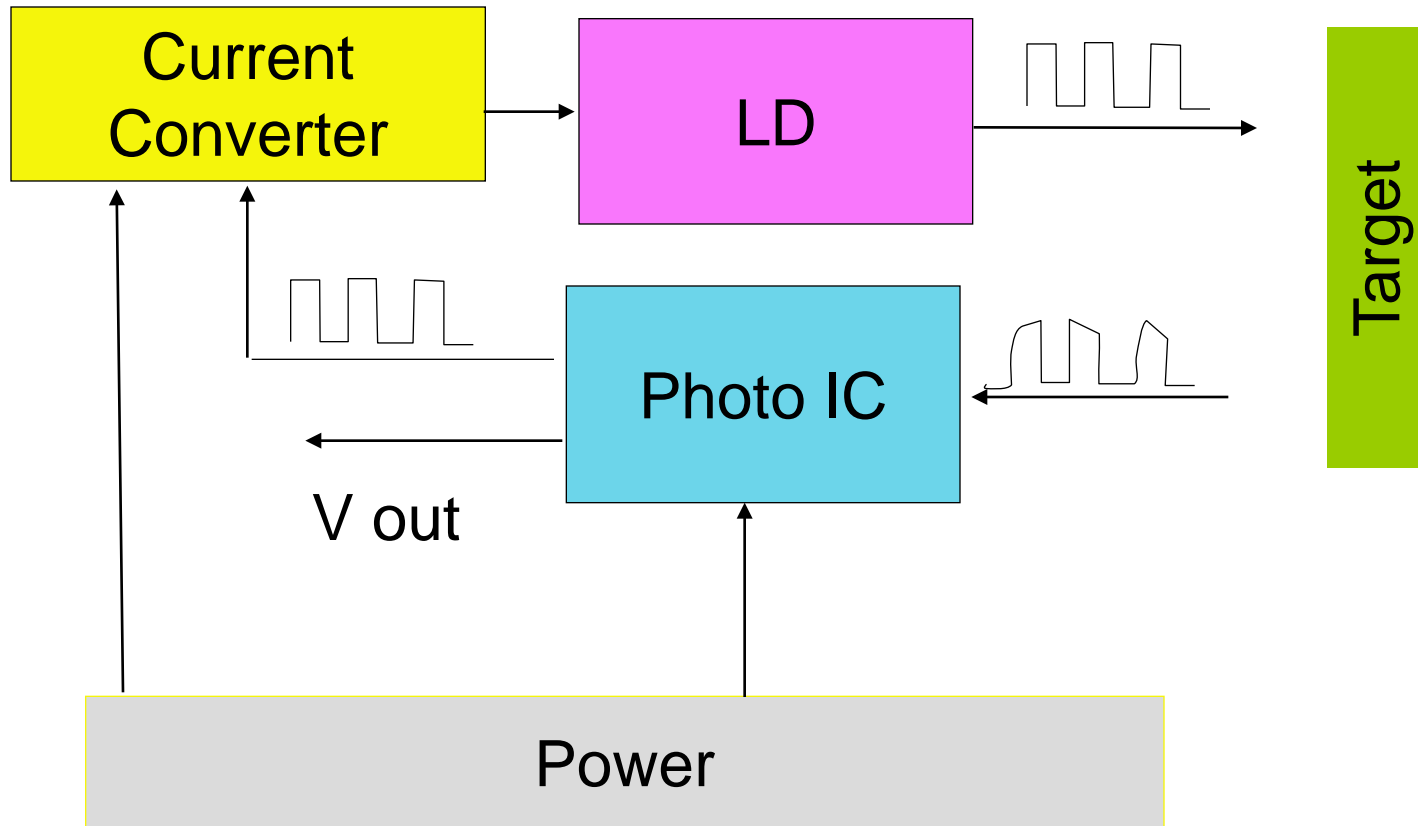 Current
Converter
LD
Target
Photo IC
V out
Power